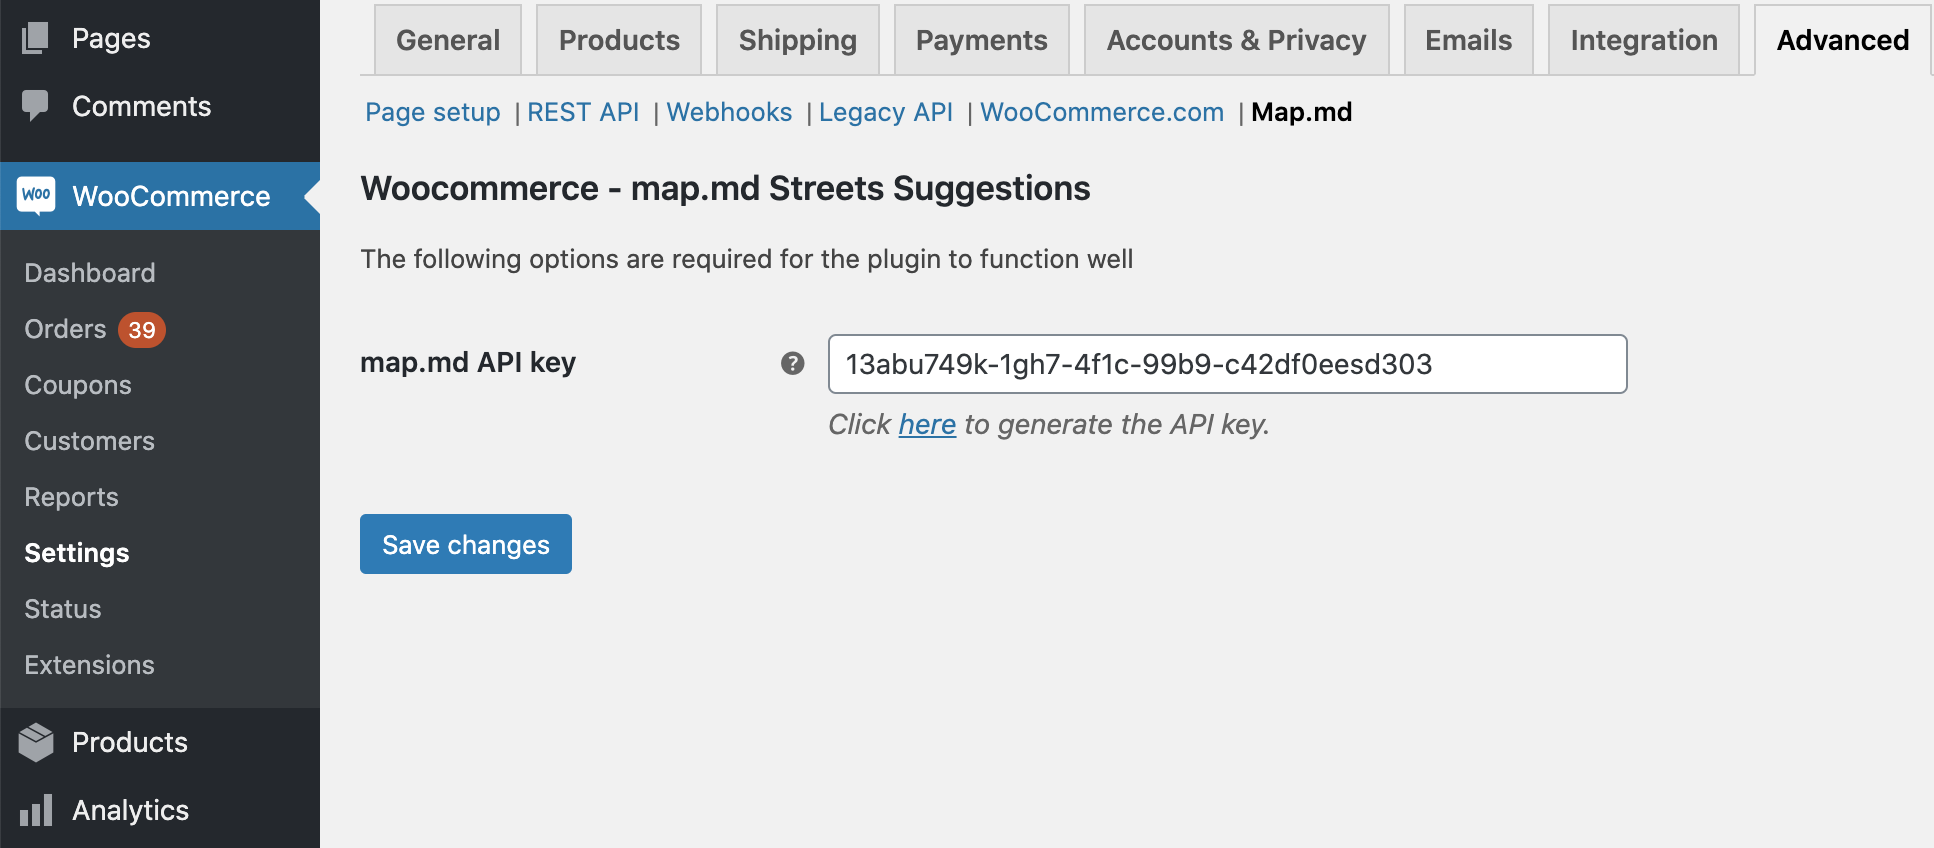 Pages
Comments
WOO WooCommerce
Dashboard
Orders 39
Coupons
Customers
Reports
Settings
Status
Extensions
Products
Analytics
General Products Shipping Payments Accounts & Privacy Emails Integration Advanced
Page setup | REST API | Webhooks | Legacy API | WooCommerce.com | Map.md
Woocommerce - map.md Streets Suggestions
The following options are required for the plugin to function well
map.md API key ? 13abu749k-1gh7-4f1c-99b9-c42df0eesd303
Click here to generate the API key.
Save changes